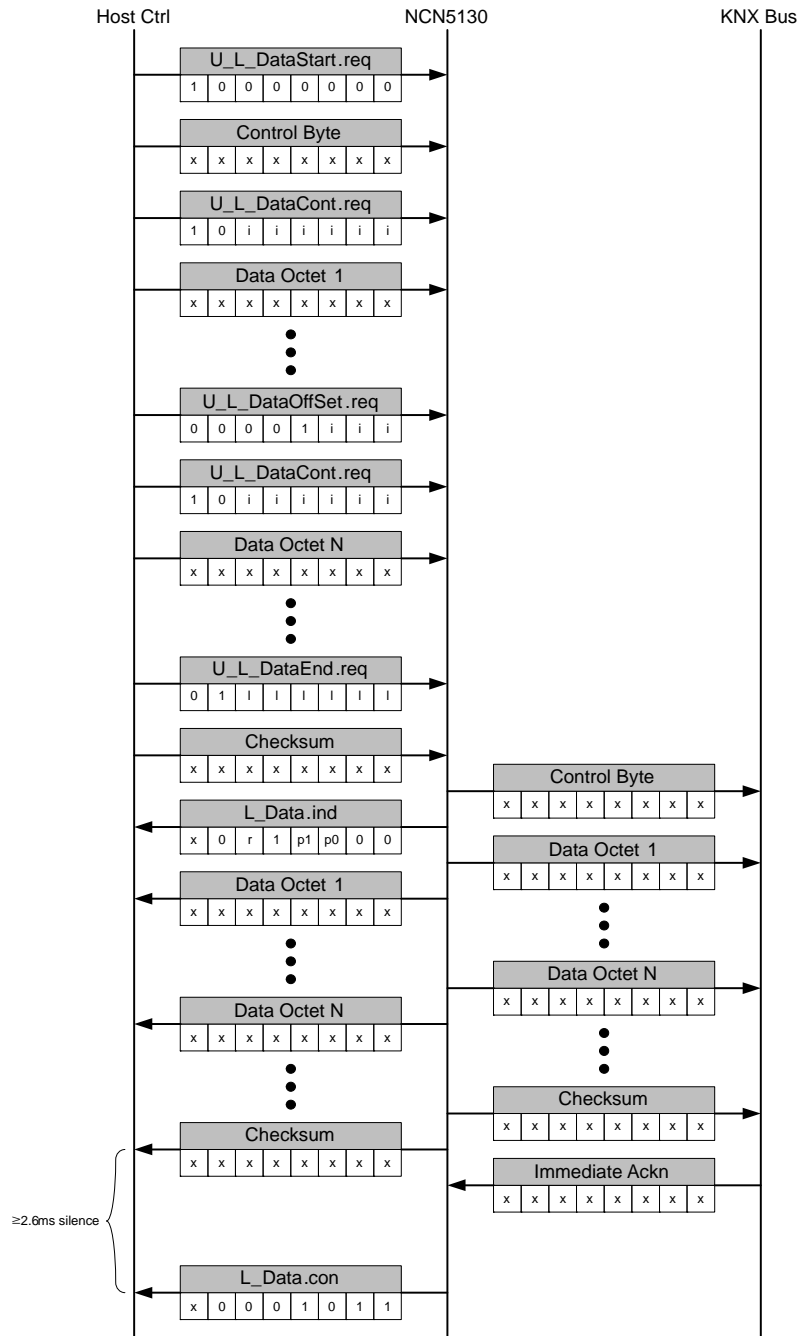 Host Ctrl NCN5130 KNX Bus
U_L_DataStart.req
1 0 0 0 0 0 0 0
Control Byte
x x x x x x x x
U_L_DataCont.req
1 0 i i i i i i
Data Octet 1
x x x x x x x x
U_L_DataOffSet.req
0 0 0 0 1 i i i
U_L_DataCont.req
1 0 i i i i i i
Data Octet N
x x x x x x x x
U_L_DataEnd.req
0 1 l l l l l l
Checksum
x x x x x x x x
Control Byte
x x x x x x x x
L_Data.ind
x 0 r 1 p1 p0 0 0
Data Octet 1
x x x x x x x x
Data Octet 1
x x x x x x x x
Data Octet N
x x x x x x x x
Data Octet N
x x x x x x x x
Checksum
x x x x x x x x
Checksum
x x x x x x x x
Immediate Ackn
x x x x x x x x
≥2.6ms silence
L_Data.con
x 0 0 0 1 0 1 1